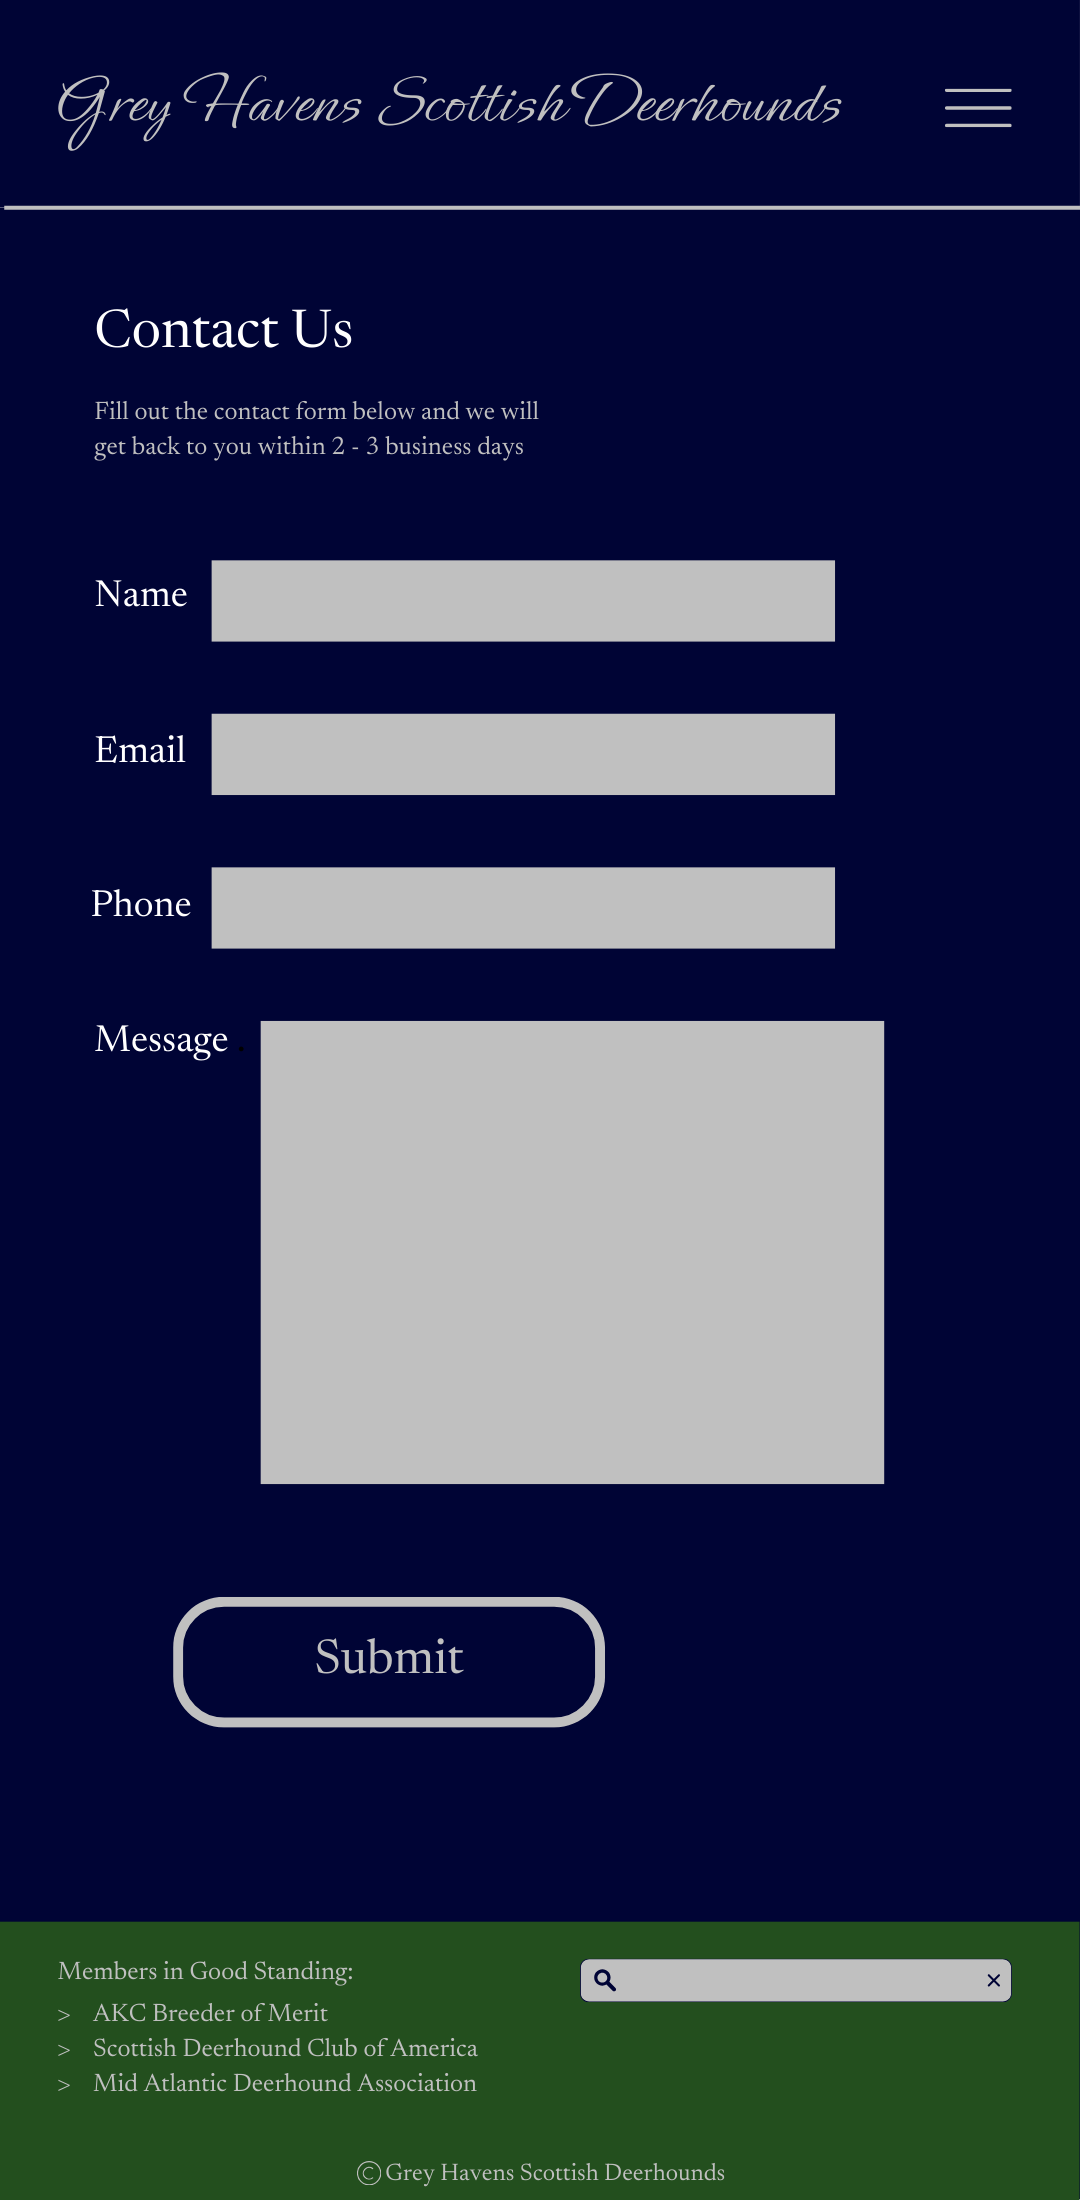 Grey Havens Scottish Deerhounds
Contact Us
Fill out the contact form below and we will
get back to you within 2 - 3 business days
Name
Email
Phone
Message .
Submit
Members in Good Standing:
> AKC Breeder of Merit
> Scottish Deerhound Club of America
> Mid Atlantic Deerhound Association
©Grey Havens Scottish Deerhounds